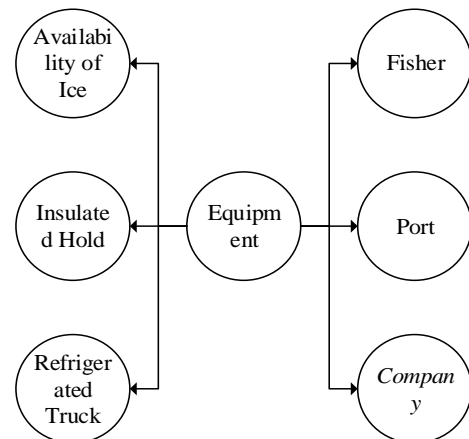 Availabi
lity of
Ice
Fisher
Insulate
d Hold
Equipm
ent
Port
Refriger
ated
Truck
Compan
y